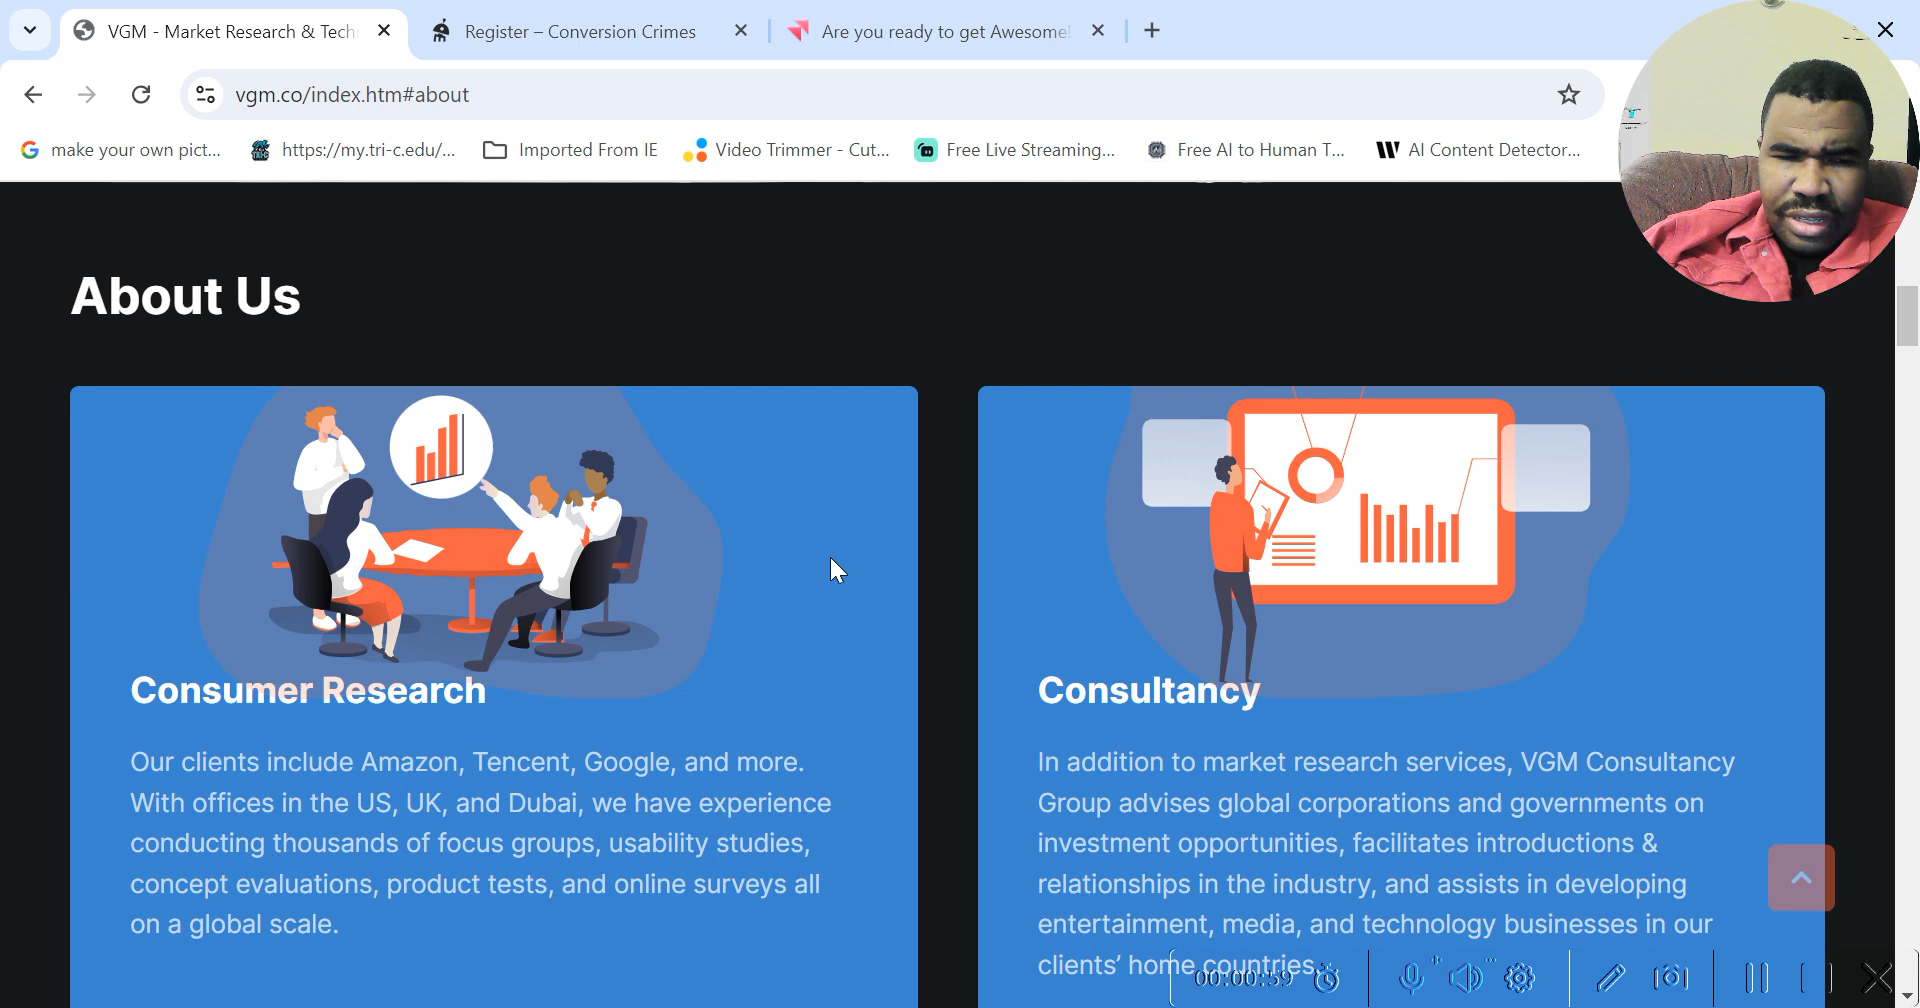 VGM - Market Research & Tech
Register – Conversion Crimes
Are you ready to get Awesome!
vgm.co/index.htm#about
make your own pict...
https://my.tri-c.edu/...
Imported From IE
Video Trimmer - Cut...
Free Live Streaming...
Free AI to Human T...
AI Content Detector...
About Us
Consumer Research
Our clients include Amazon, Tencent, Google, and more.
With offices in the US, UK, and Dubai, we have experience
conducting thousands of focus groups, usability studies,
concept evaluations, product tests, and online surveys all
on a global scale.
Consultancy
In addition to market research services, VGM Consultancy
Group advises global corporations and governments on
investment opportunities, facilitates introductions &
relationships in the industry, and assists in developing
entertainment, media, and technology businesses in our
clients’ home countries.
00:00:59